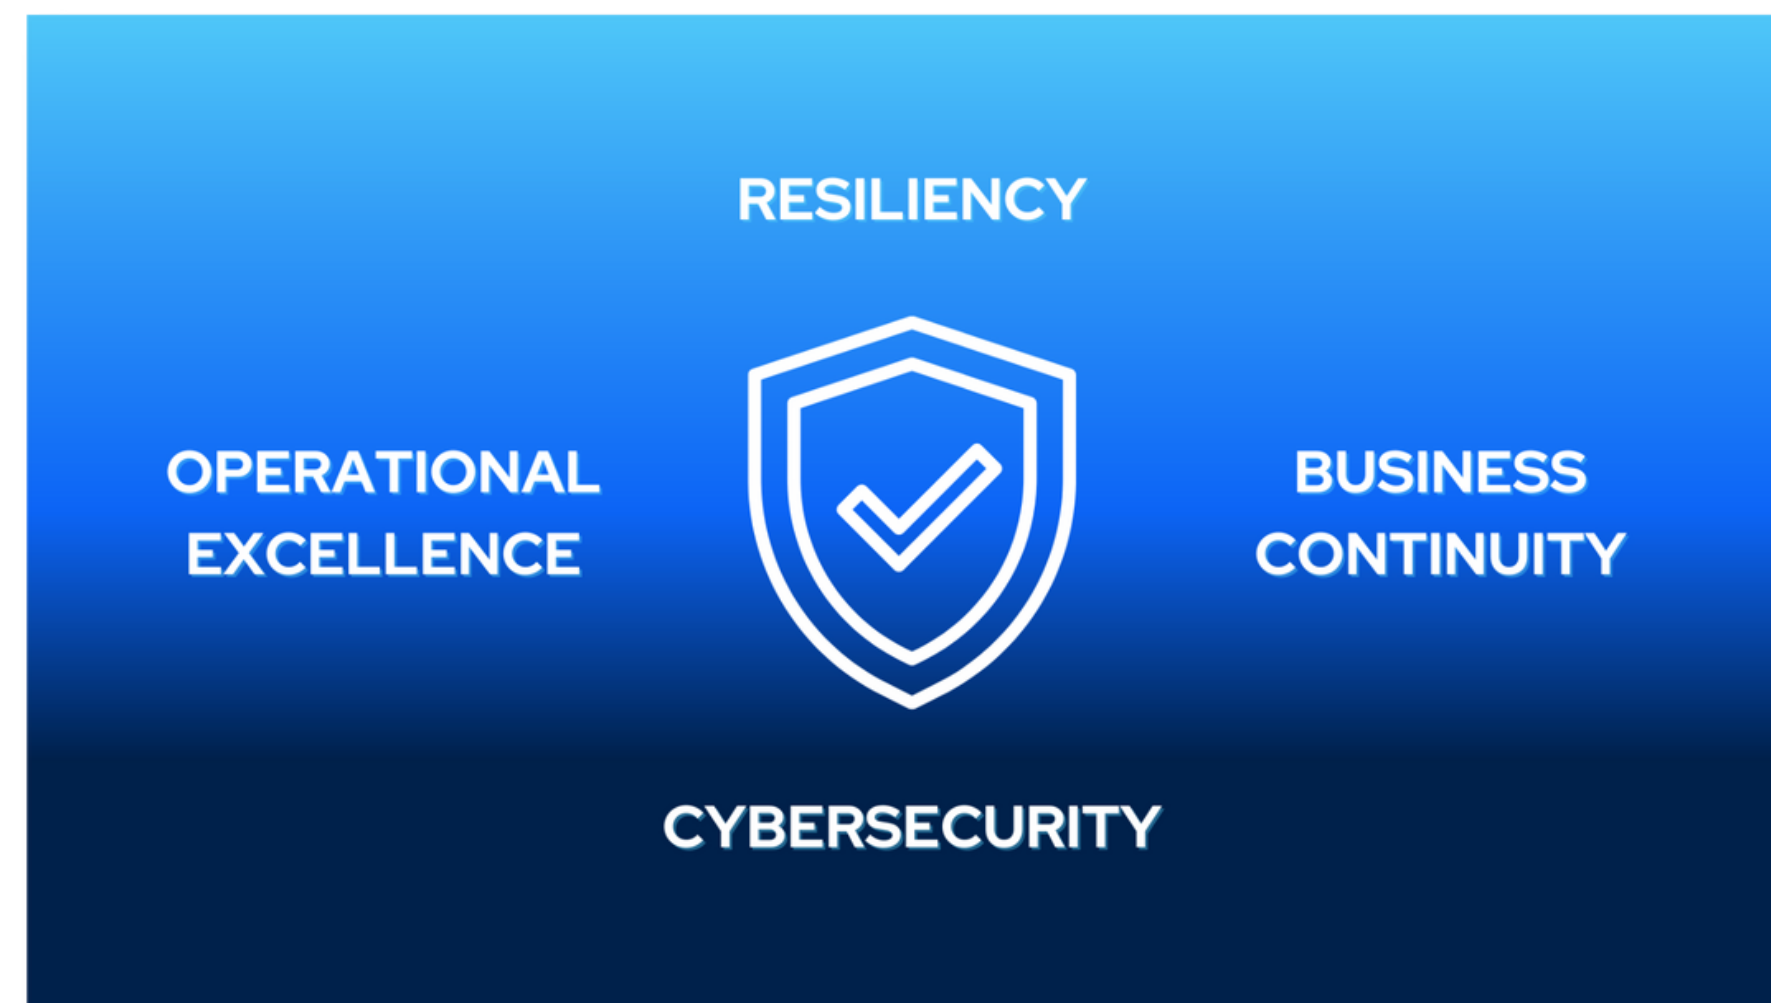 RESILIENCY
OPERATIONAL
EXCELLENCE
BUSINESS
CONTINUITY
CYBERSECURITY